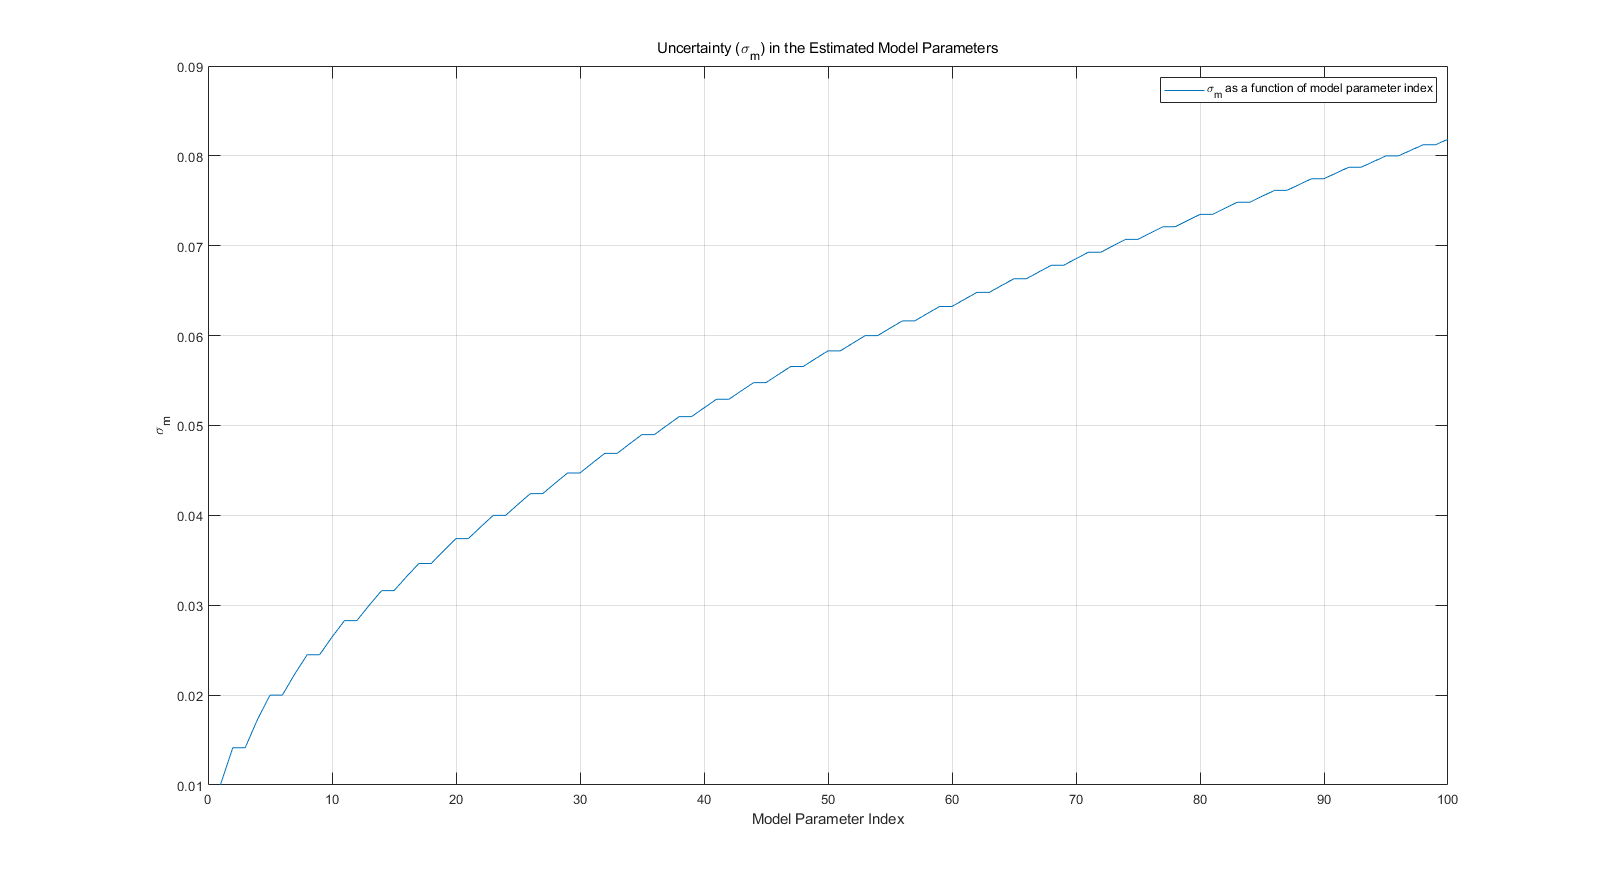 Uncertainty (σm) in the Estimated Model Parameters
σm as a function of model parameter index
0.09
0.08
0.07
0.06
0.05
0.04
0.03
0.02
0.01
σm
0 10 20 30 40 50 60 70 80 90 100
Model Parameter Index